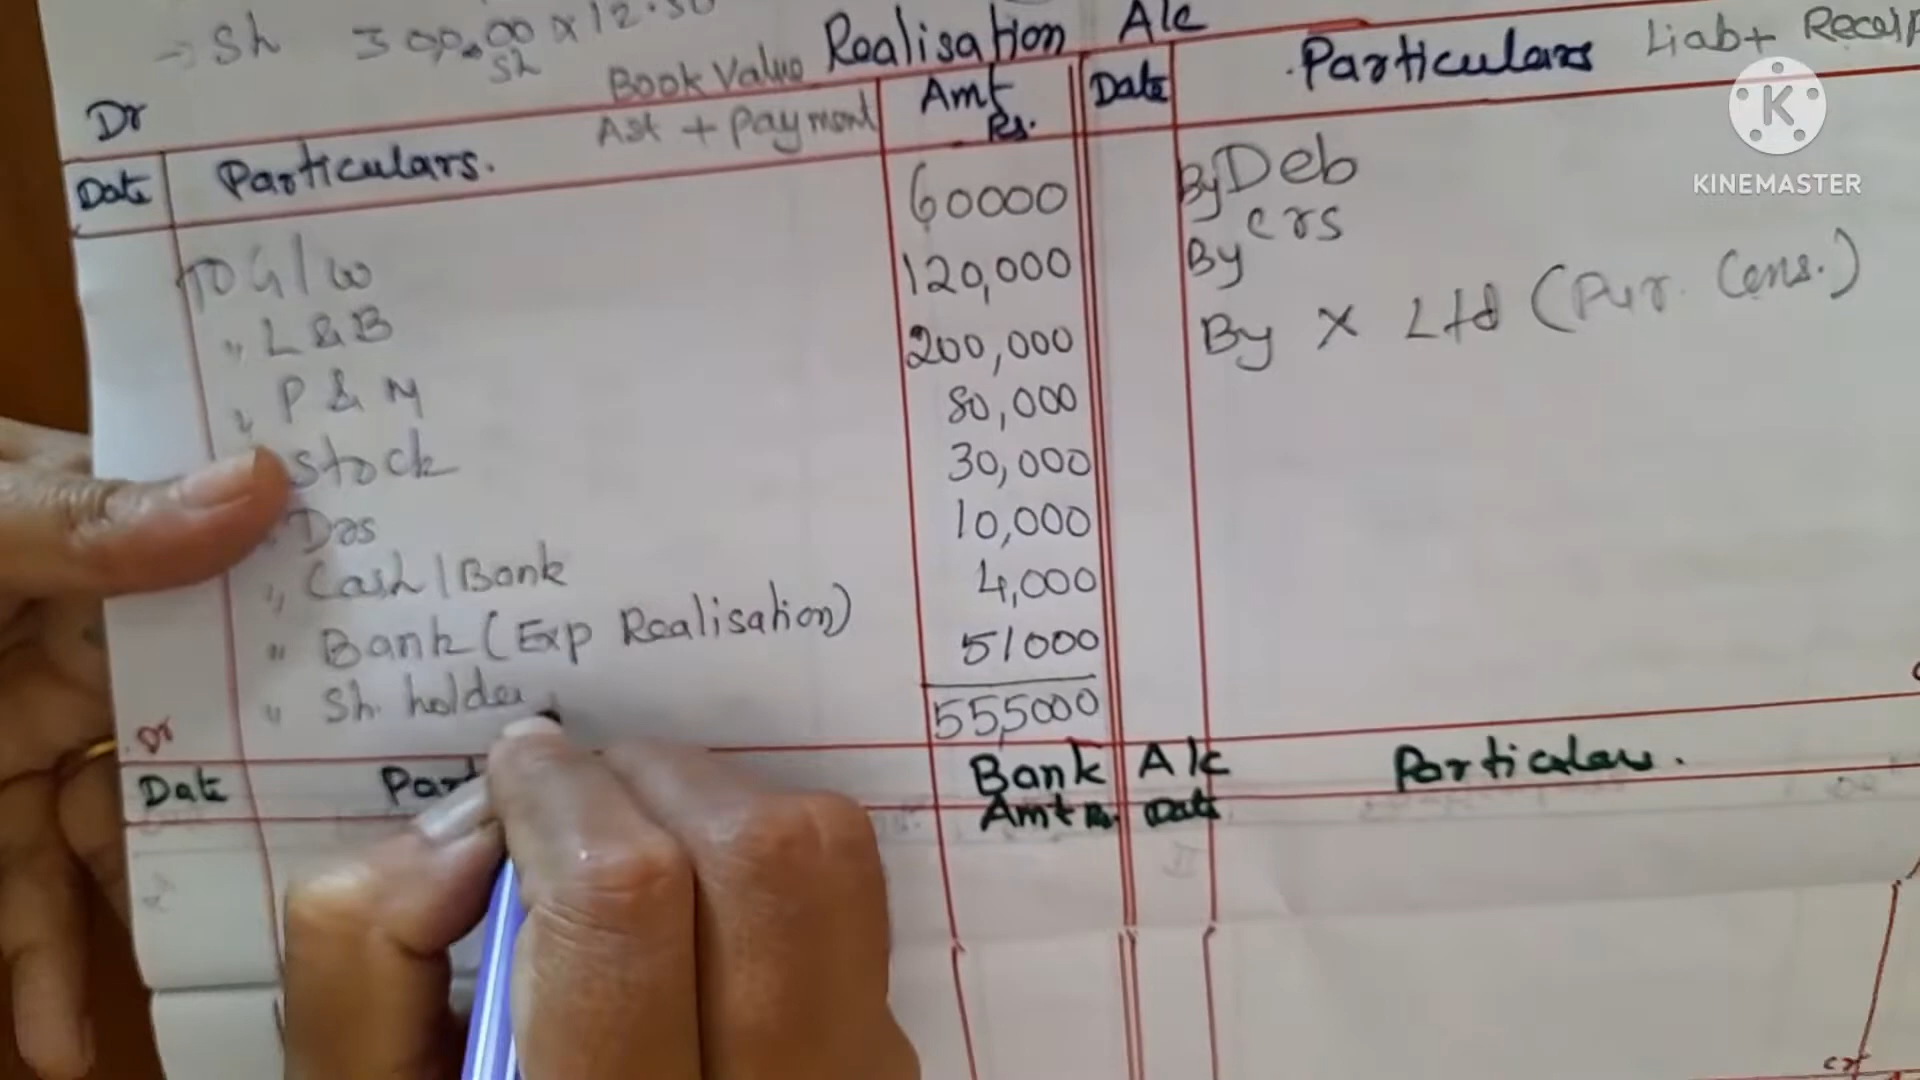 → Sh 300,00 x 12.50
sh
Realisation A/c
Book Value
Ast + Payment
Liab +
Dr
Date Particulars. Amt Rs. Date Particulars
To G/W 60000 By Deb
" L & B 120,000 By Crs
" P & M 200,000 By X Ltd (Pur. Cons.)
Stock 80,000
Drs 30,000
" Cash/Bank 10,000
" Bank (Exp Realisation) 4,000
" Sh. holder 51000
555000
Dr
Bank A/c
Date Part Amt Rs. Date Particulars.
Cr
KINEMASTER